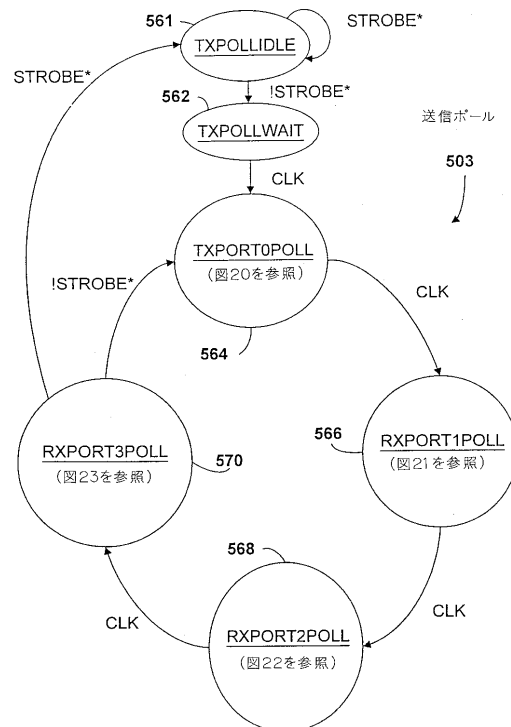 561
STROBE*
TXPOLLIDLE
STROBE*
562
!STROBE*
TXPOLLWAIT
送信ポール
503
CLK
TXPORT0POLL
(図20を参照)
!STROBE*
CLK
564
566
RXPORT1POLL
(図21を参照)
RXPORT3POLL
(図23を参照)
570
568
CLK
CLK
RXPORT2POLL
(図22を参照)